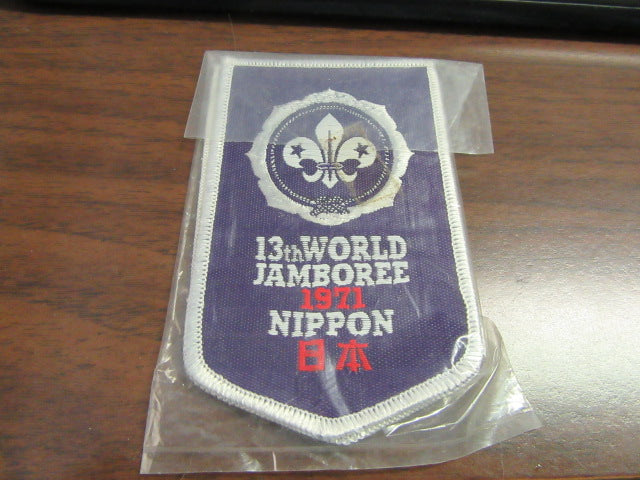 13th WORLD
JAMBOREE
1971
NIPPON
日本